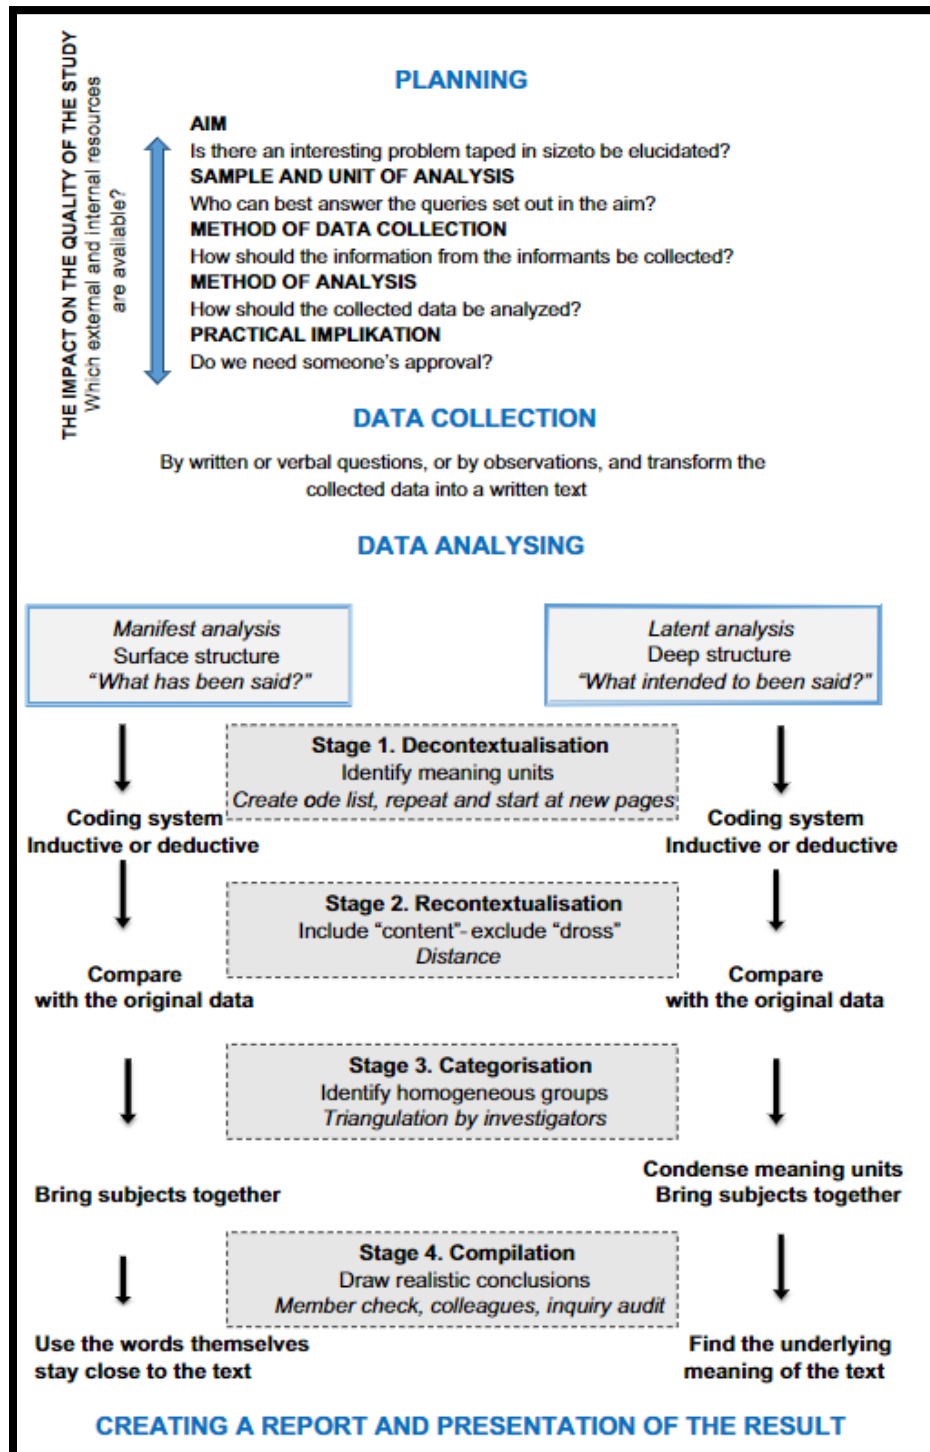 THE IMPACT ON THE QUALITY OF THE STUDY
Which external and internal resources
are available?
PLANNING
AIM
Is there an interesting problem taped in sizeto be elucidated?
SAMPLE AND UNIT OF ANALYSIS
Who can best answer the queries set out in the aim?
METHOD OF DATA COLLECTION
How should the information from the informants be collected?
METHOD OF ANALYSIS
How should the collected data be analyzed?
PRACTICAL IMPLIKATION
Do we need someone's approval?
DATA COLLECTION
By written or verbal questions, or by observations, and transform the
collected data into a written text
DATA ANALYSING
Manifest analysis
Surface structure
"What has been said?"
Latent analysis
Deep structure
"What intended to been said?"
Stage 1. Decontextualisation
Identify meaning units
Create ode list, repeat and start at new pages
Coding system
Inductive or deductive
Coding system
Inductive or deductive
Stage 2. Recontextualisation
Include "content"- exclude "dross"
Distance
Compare
with the original data
Compare
with the original data
Stage 3. Categorisation
Identify homogeneous groups
Triangulation by investigators
Bring subjects together
Condense meaning units
Bring subjects together
Stage 4. Compilation
Draw realistic conclusions
Member check, colleagues, inquiry audit
Use the words themselves
stay close to the text
Find the underlying
meaning of the text
CREATING A REPORT AND PRESENTATION OF THE RESULT